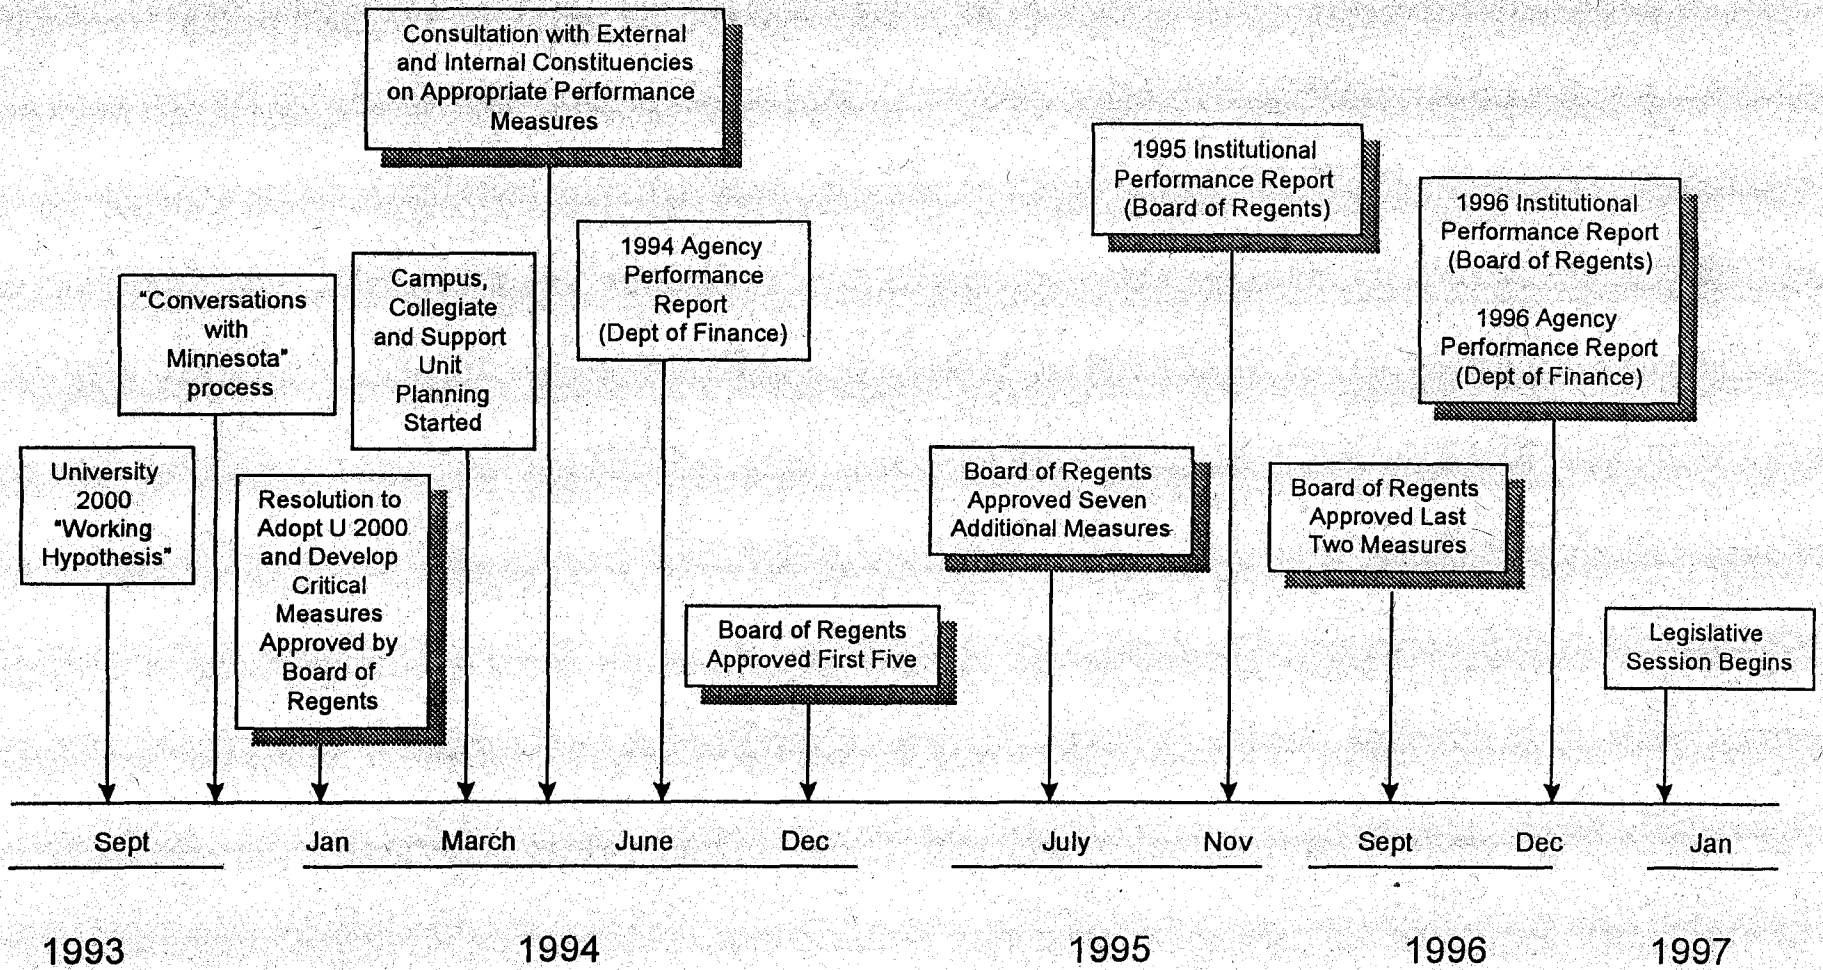 Consultation with External
and Internal Constituencies
on Appropriate Performance
Measures
1995 Institutional
Performance Report
(Board of Regents)
1996 Institutional
Performance Report
(Board of Regents)
1996 Agency
Performance Report
(Dept of Finance)
1994 Agency
Performance
Report
(Dept of Finance)
Campus,
Collegiate
and Support
Unit
Planning
Started
"Conversations
with
Minnesota"
process
University
2000
"Working
Hypothesis"
Resolution to
Adopt U 2000
and Develop
Critical
Measures
Approved by
Board of
Regents
Board of Regents
Approved Seven
Additional Measures
Board of Regents
Approved Last
Two Measures
Board of Regents
Approved First Five
Legislative
Session Begins
Sept Jan March June Dec July Nov Sept Dec Jan
1993 1994 1995 1996 1997